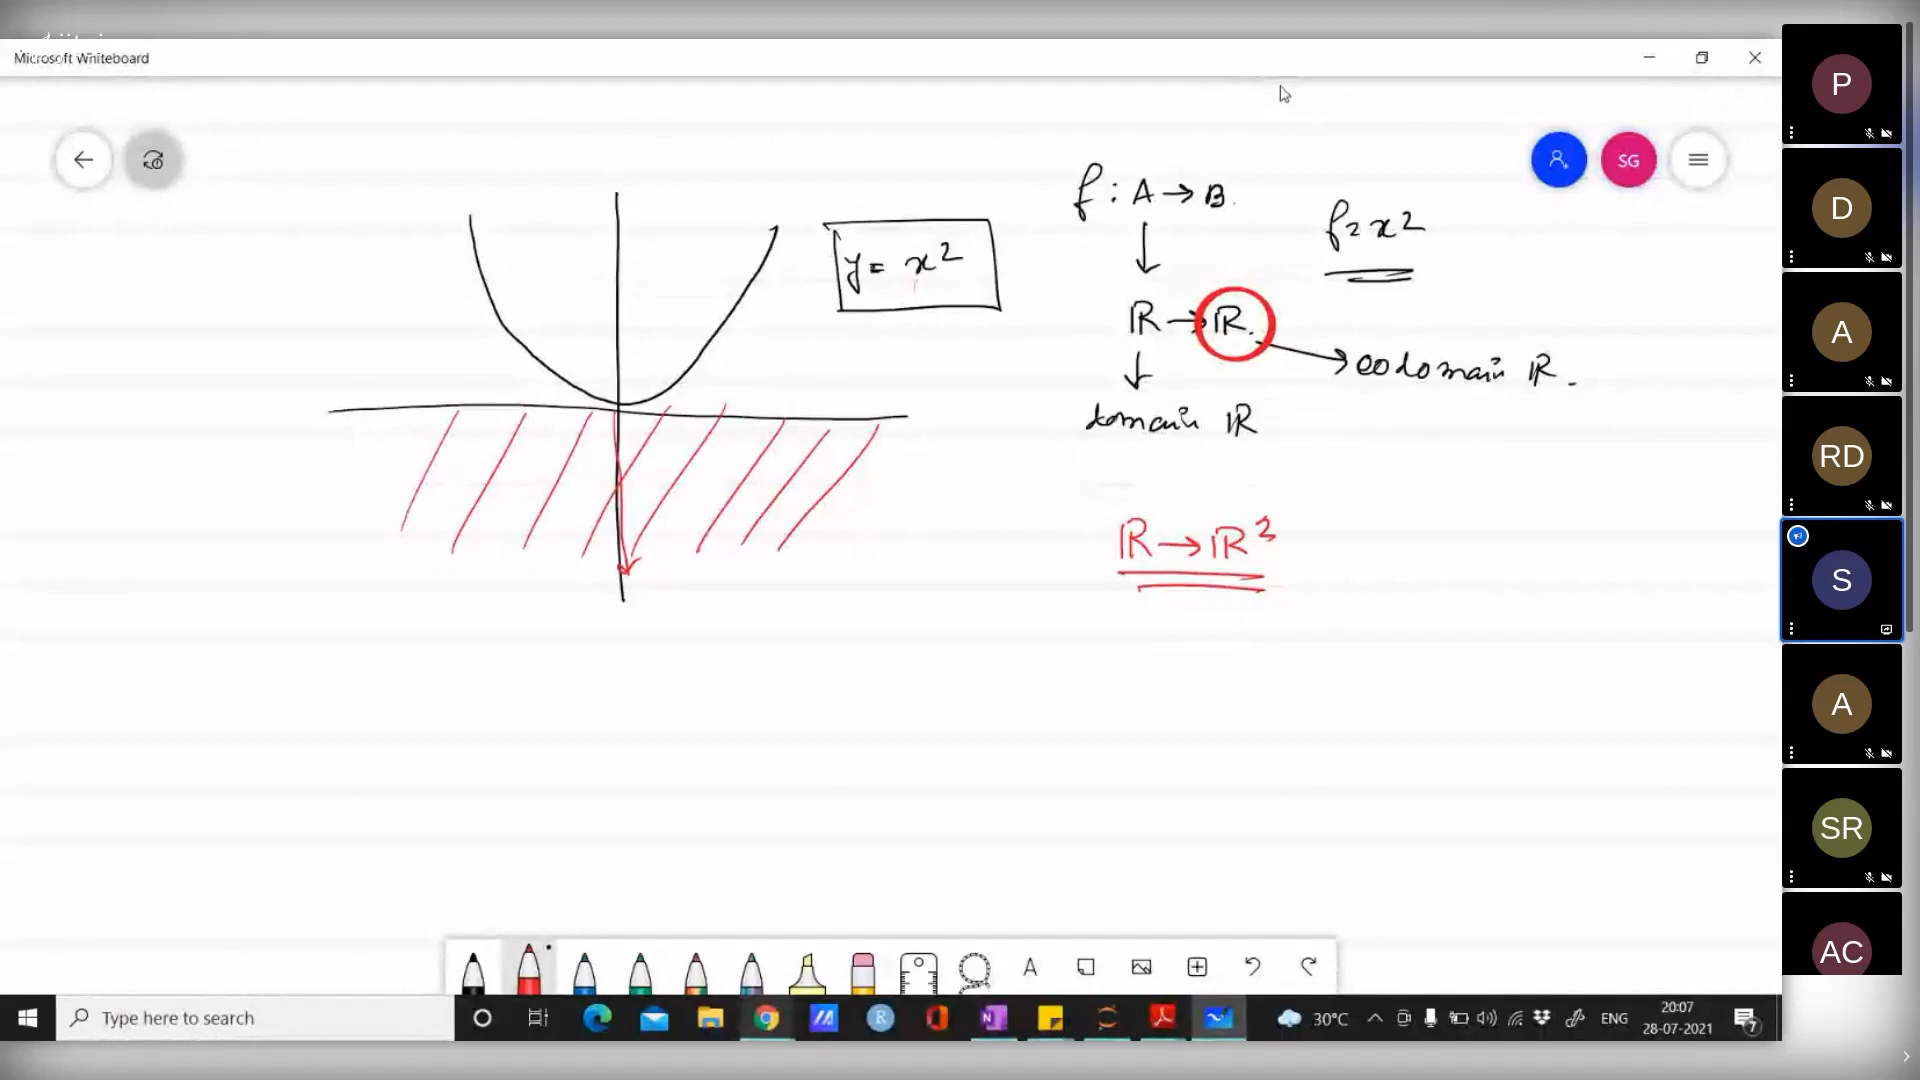 Microsoft Whiteboard
SG
f : A → B.
f = x²
y = x²
ℝ → ℝ.
codomain ℝ.
domain ℝ
ℝ → ℝ²
P
D
A
RD
S
A
SR
AC
A
Type here to search
30°C
ENG
20:07
28-07-2021
7